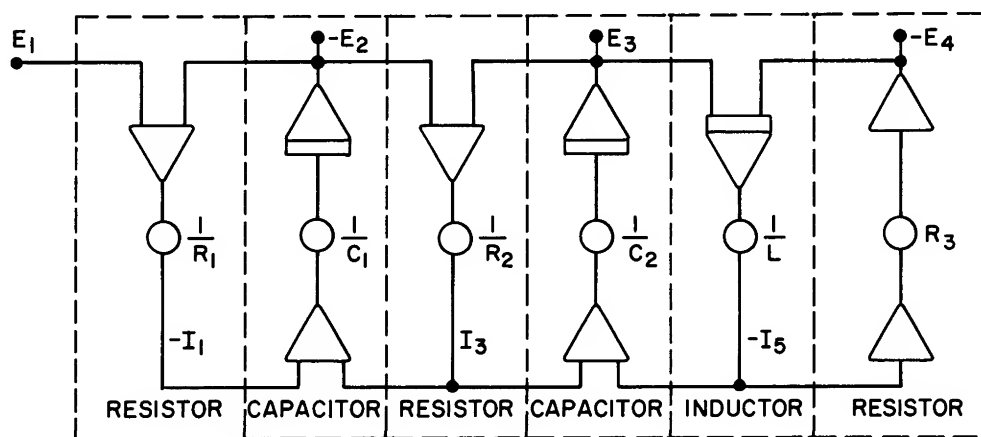 E₁ -E₂ E₃ -E₄
1/R₁ 1/C₁ 1/R₂ 1/C₂ 1/L R₃
-I₁ I₃ -I₅
RESISTOR CAPACITOR RESISTOR CAPACITOR INDUCTOR RESISTOR